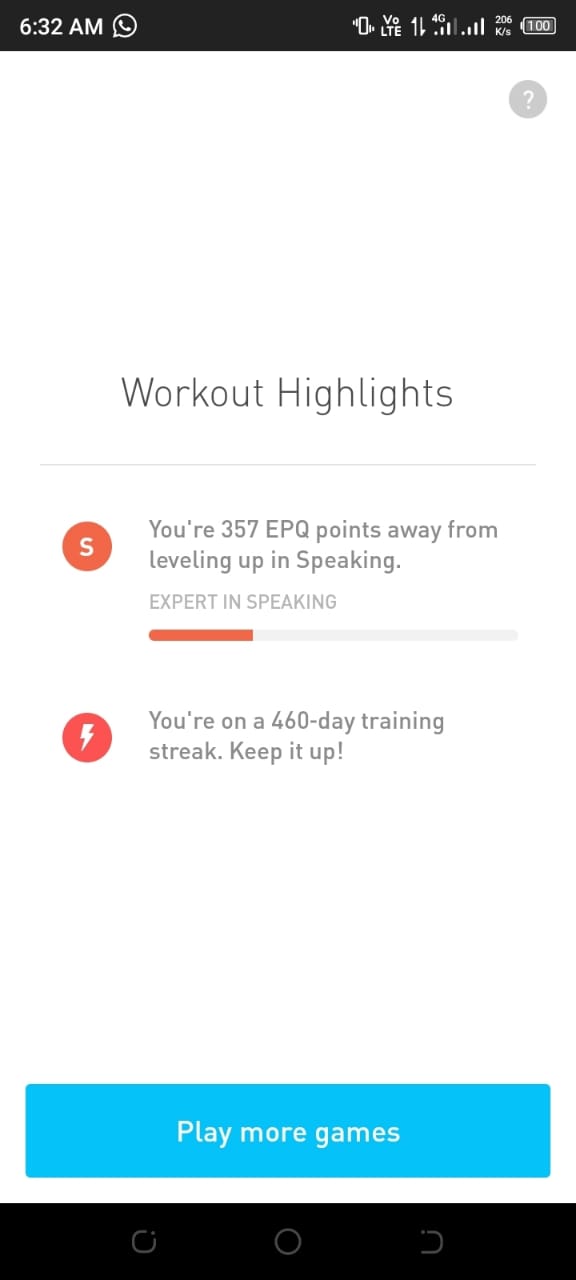 6:32 AM
Vo LTE 4G 206 K/s 100
?
Workout Highlights
S
You're 357 EPQ points away from
leveling up in Speaking.
EXPERT IN SPEAKING
You're on a 460-day training
streak. Keep it up!
Play more games